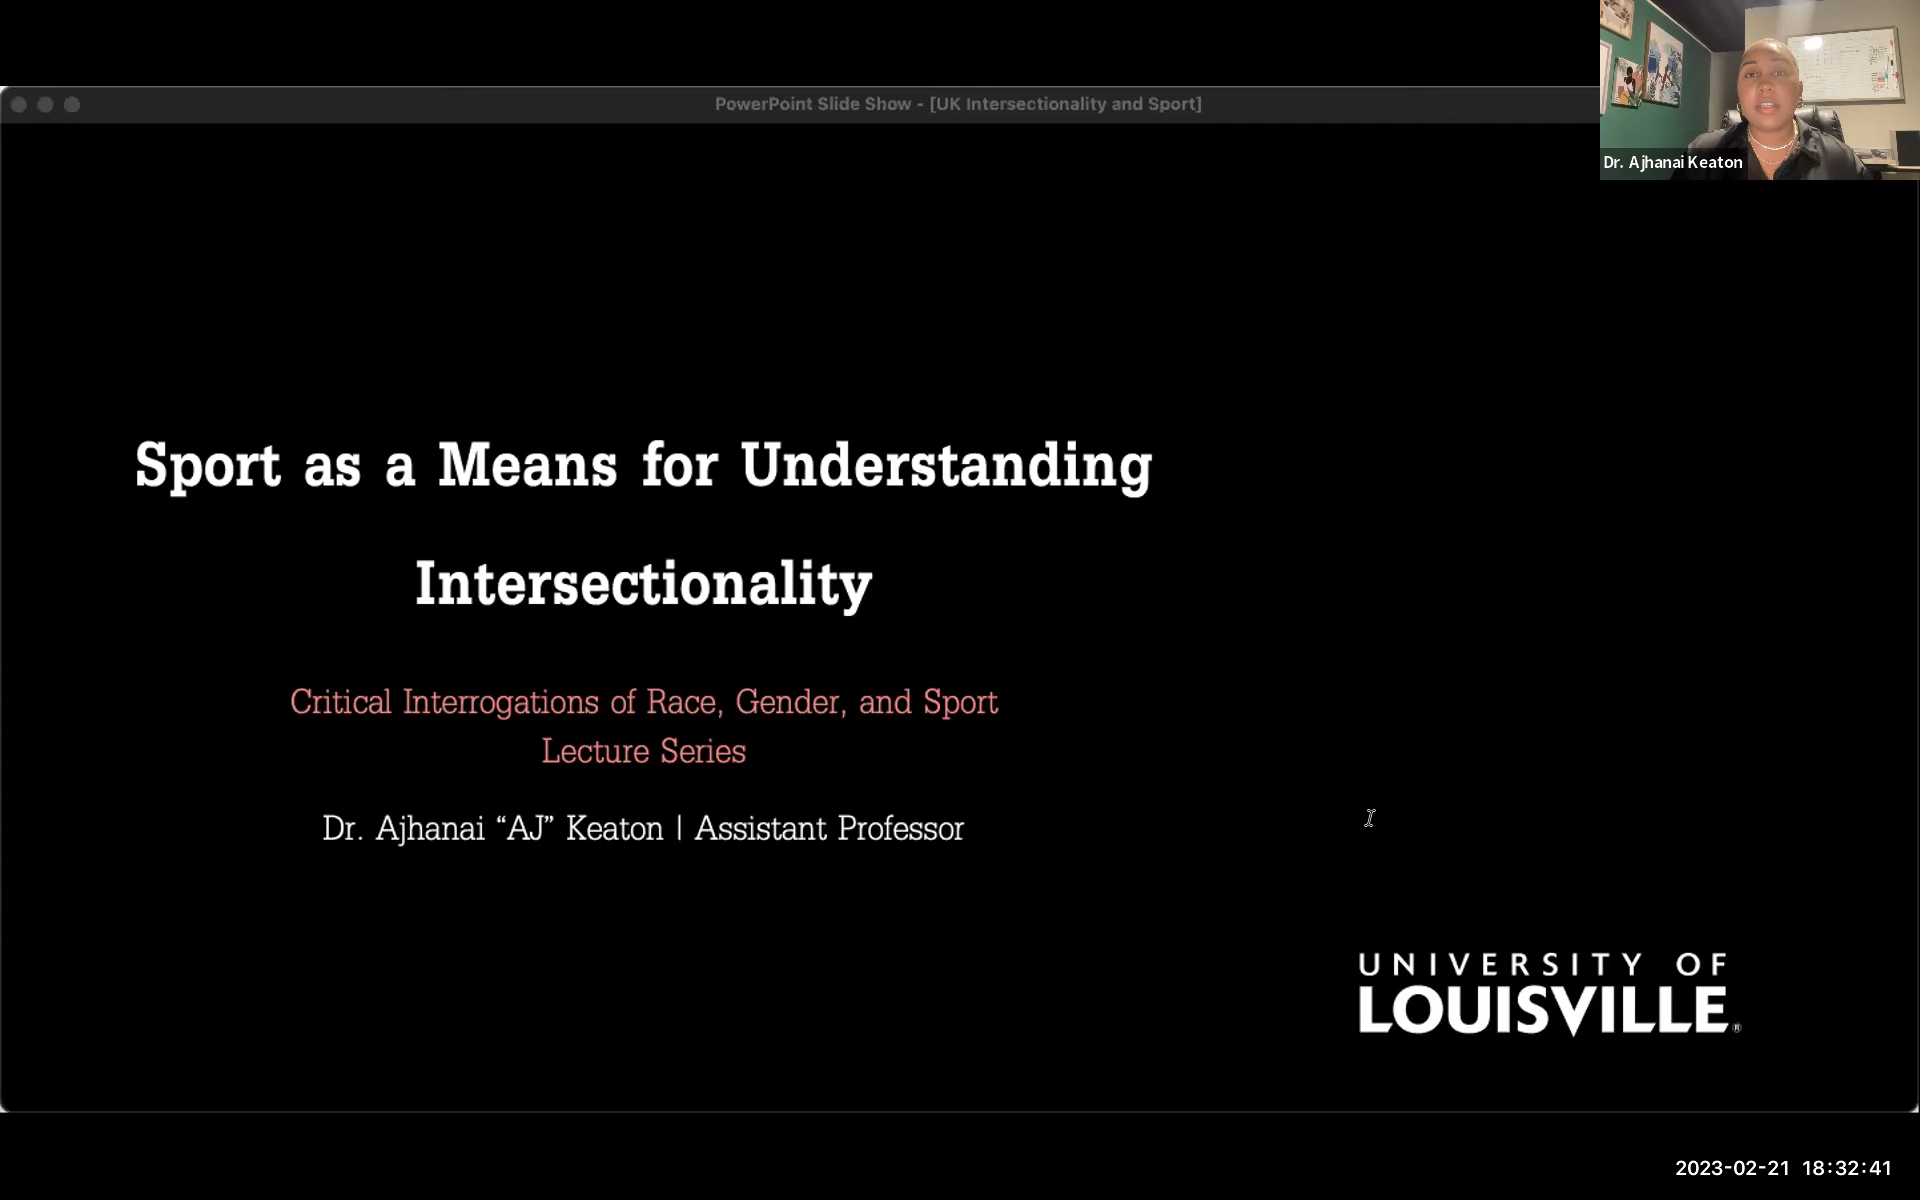 PowerPoint Slide Show - [UK Intersectionality and Sport]
Dr. Ajhanai Keaton
Sport as a Means for Understanding
Intersectionality
Critical Interrogations of Race, Gender, and Sport
Lecture Series
Dr. Ajhanai “AJ” Keaton | Assistant Professor
UNIVERSITY OF
LOUISVILLE®
2023-02-21 18:32:41